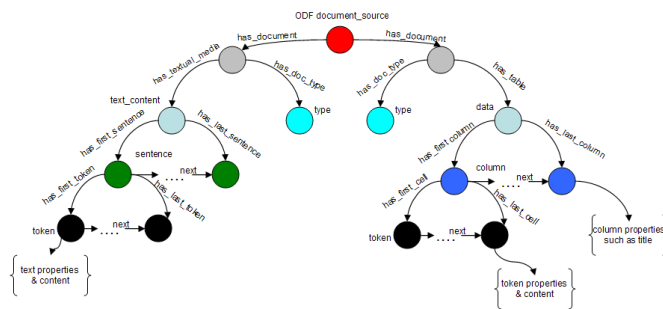 ODF document_source
has_document
has_document
has_textual_media
has_doc_type
has_doc_type
has_table
text_content
type
type
data
has_first_sentence
has_last_sentence
has_first_column
has_last_column
sentence
.... next
column
.... next
has_first_token
has_last_token
has_first_cell
has_last_cell
token
.... next
token
.... next
column properties
such as title
text properties
& content
token properties
& content